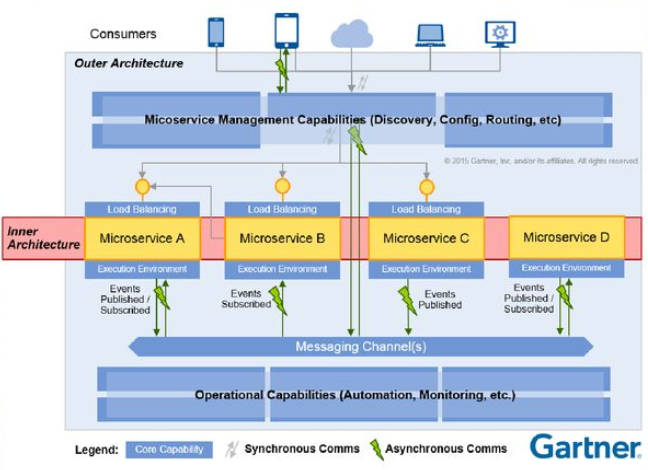 Consumers
Outer Architecture
Micoservice Management Capabilities (Discovery, Config, Routing, etc)
© 2015 Gartner, Inc. and/or its affiliates. All rights reserved.
Load Balancing
Load Balancing
Load Balancing
Inner
Architecture
Microservice A
Microservice B
Microservice C
Microservice D
Execution Environment
Execution Environment
Execution Environment
Execution Environment
Events
Published /
Subscribed
Events
Subscribed
Events
Published
Events
Published /
Subscribed
Messaging Channel(s)
Operational Capabilities (Automation, Monitoring, etc.)
Legend:
Core Capability
Synchronous Comms
Asynchronous Comms
Gartner